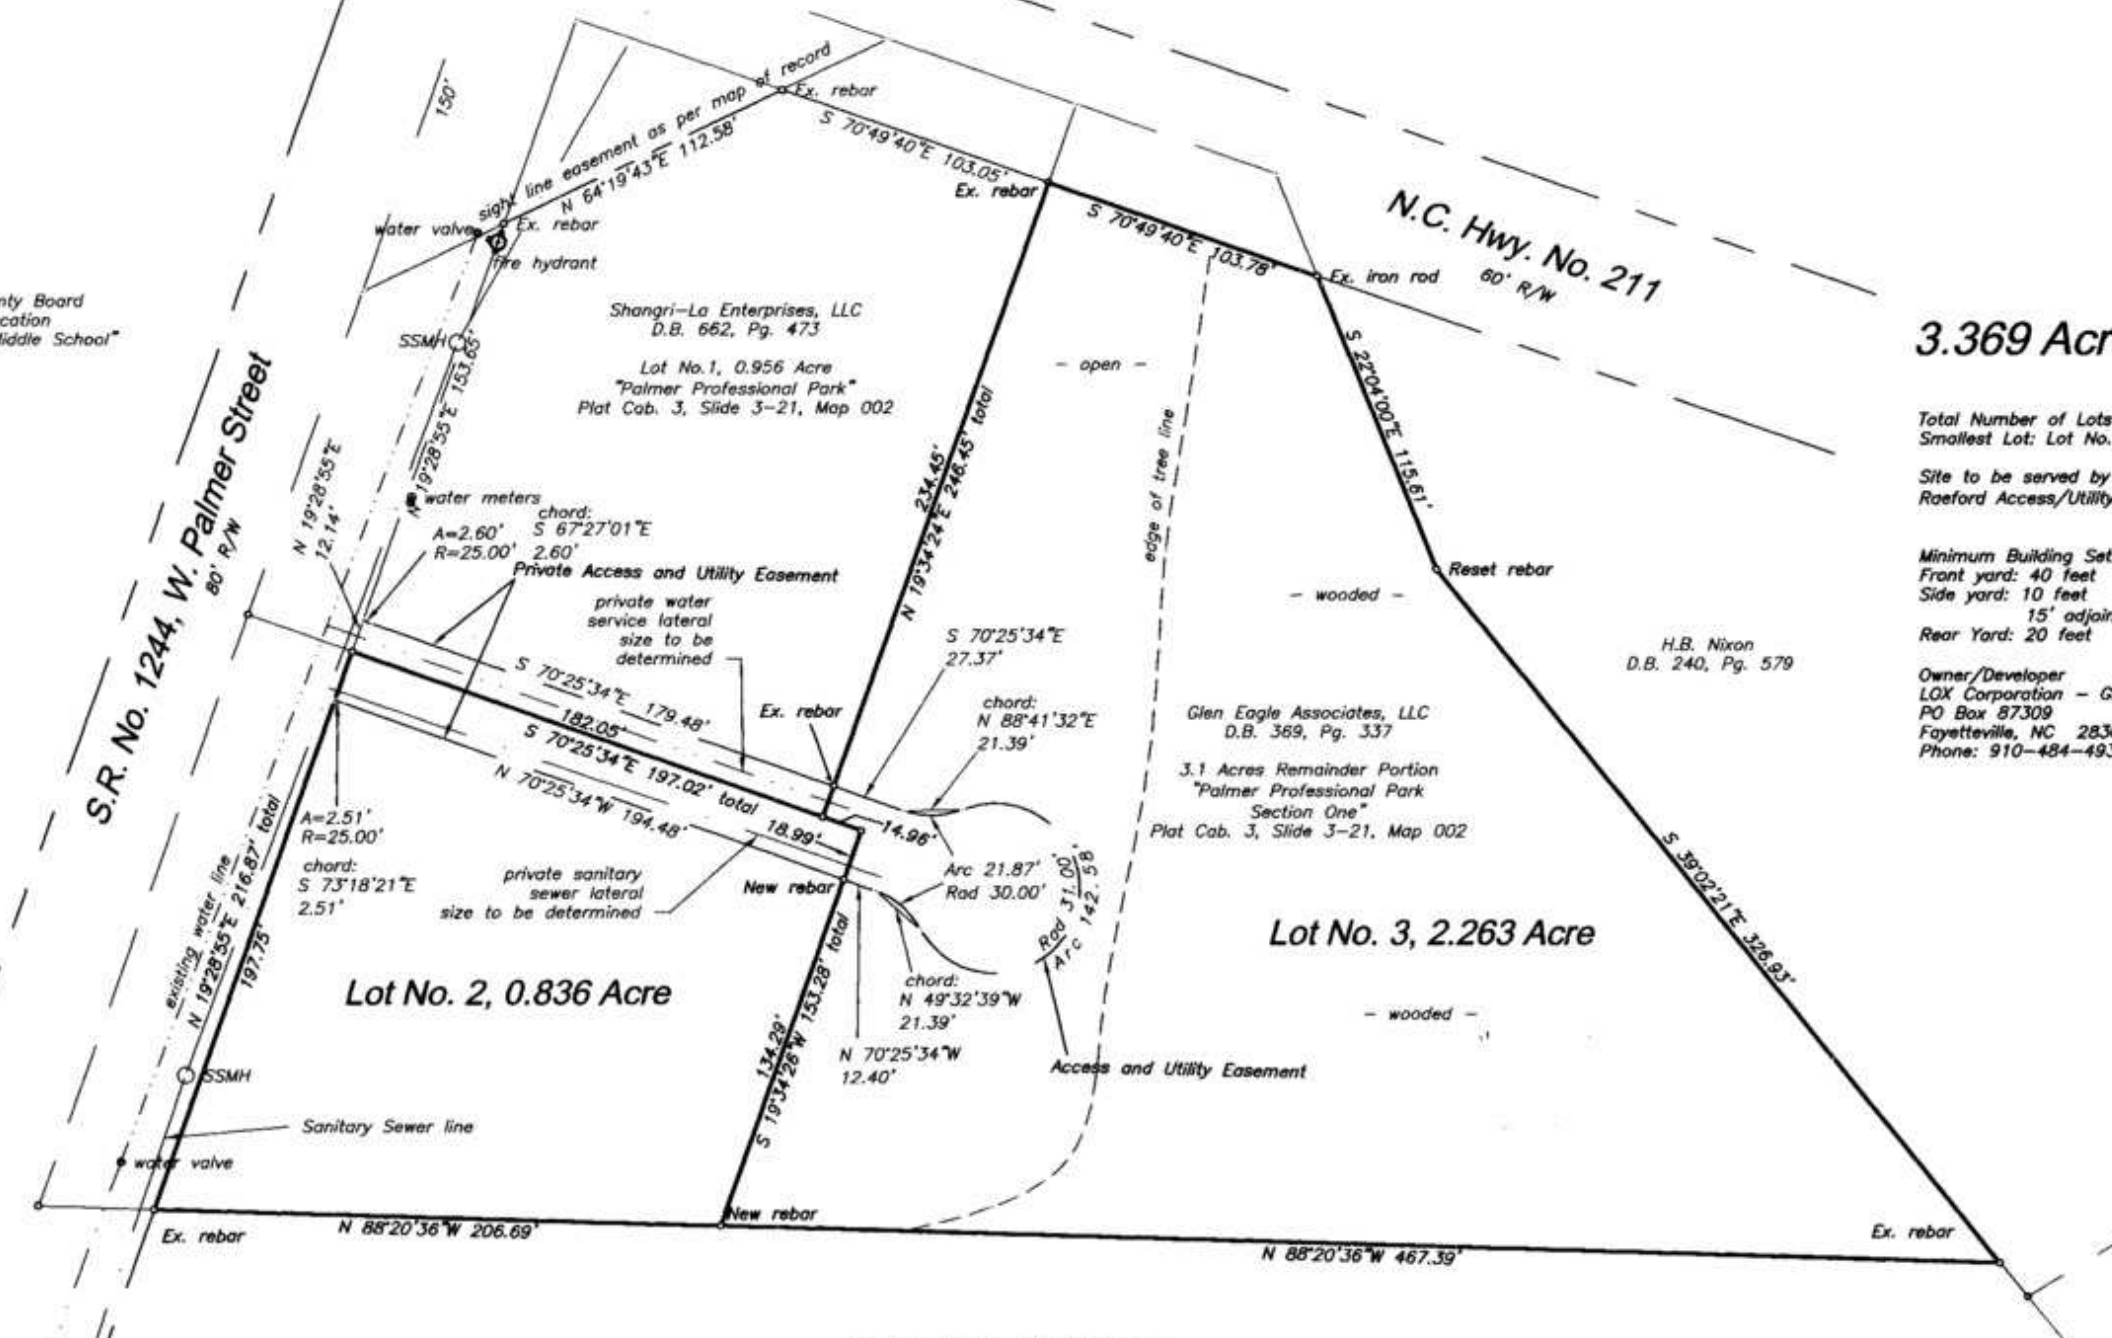 150'
sight line easement as per map of record
N 64°19'43"E 112.58'
Ex. rebar
S 70°49'40"E 103.05'
Ex. rebar
S 70°49'40"E 103.78'
N.C. Hwy. No. 211
60' R/W
Ex. iron rod
water valve
Ex. rebar
fire hydrant
nty Board
cation
iddle School"
Shangri-La Enterprises, LLC
D.B. 662, Pg. 473
Lot No.1, 0.956 Acre
"Palmer Professional Park"
Plat Cab. 3, Slide 3-21, Map 002
SSMH
N 19°28'55"E 153.65'
- open -
S 22°04'00"E 115.61'
3.369 Acr
Total Number of Lots
Smallest Lot: Lot No.
Site to be served by
Raeford Access/Utility
Minimum Building Set
Front yard: 40 feet
Side yard: 10 feet
15' adjoin
Rear Yard: 20 feet
Owner/Developer
LOX Corporation - G
PO Box 87309
Fayetteville, NC 283
Phone: 910-484-493
S.R. No. 1244, W. Palmer Street
80' R/W
N 19°28'55"E
12.14'
water meters
A=2.60'
R=25.00'
chord:
S 67°27'01"E
2.60'
Private Access and Utility Easement
private water
service lateral
size to be
determined
234.45'
N 19°34'24"E 246.45' total
edge of tree line
- wooded -
Reset rebar
H.B. Nixon
D.B. 240, Pg. 579
S 70°25'34"E
27.37'
S 70°25'34"E 179.48'
182.05'
S 70°25'34"E 197.02' total
N 70°25'34"W 194.48'
Ex. rebar
chord:
N 88°41'32"E
21.39'
Glen Eagle Associates, LLC
D.B. 369, Pg. 337
3.1 Acres Remainder Portion
"Palmer Professional Park
Section One"
Plat Cab. 3, Slide 3-21, Map 002
18.99'
14.96'
A=2.51'
R=25.00'
chord:
S 73°18'21"E
2.51'
private sanitary
sewer lateral
size to be determined
New rebar
Arc 21.87'
Rad 30.00'
Rad 31.00'
Arc 142.58'
S 39°02'21"E 326.93'
existing water line
N 19°28'55"E 216.87' total
197.75'
Lot No. 2, 0.836 Acre
Lot No. 3, 2.263 Acre
134.29'
S 19°34'26"W 153.28' total
chord:
N 49°32'39"W
21.39'
N 70°25'34"W
12.40'
Access and Utility Easement
- wooded -
SSMH
Sanitary Sewer line
water valve
Ex. rebar
N 88°20'36"W 206.69'
New rebar
N 88°20'36"W 467.39'
Ex. rebar